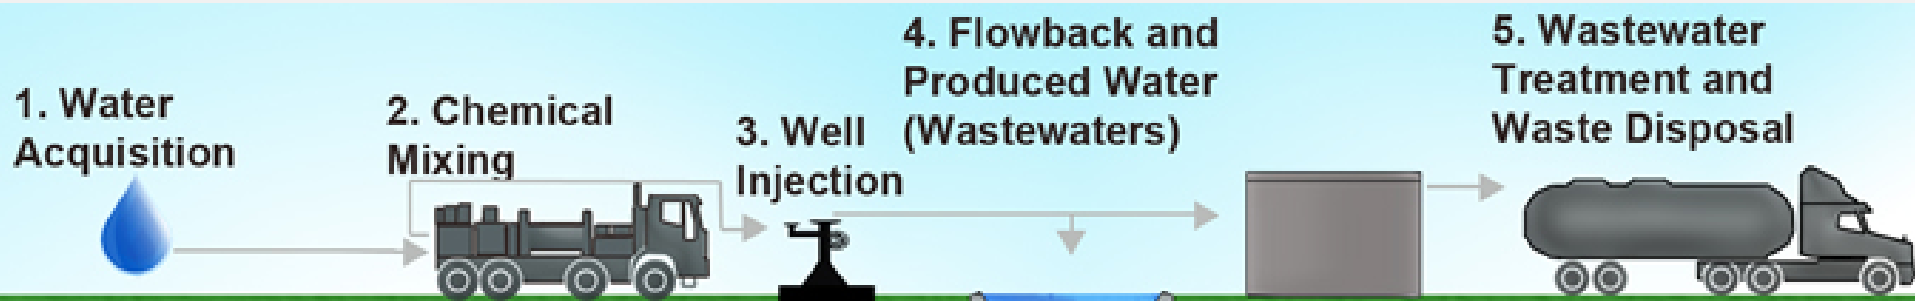 1. Water
Acquisition
2. Chemical
Mixing
3. Well
Injection
4. Flowback and
Produced Water
(Wastewaters)
5. Wastewater
Treatment and
Waste Disposal